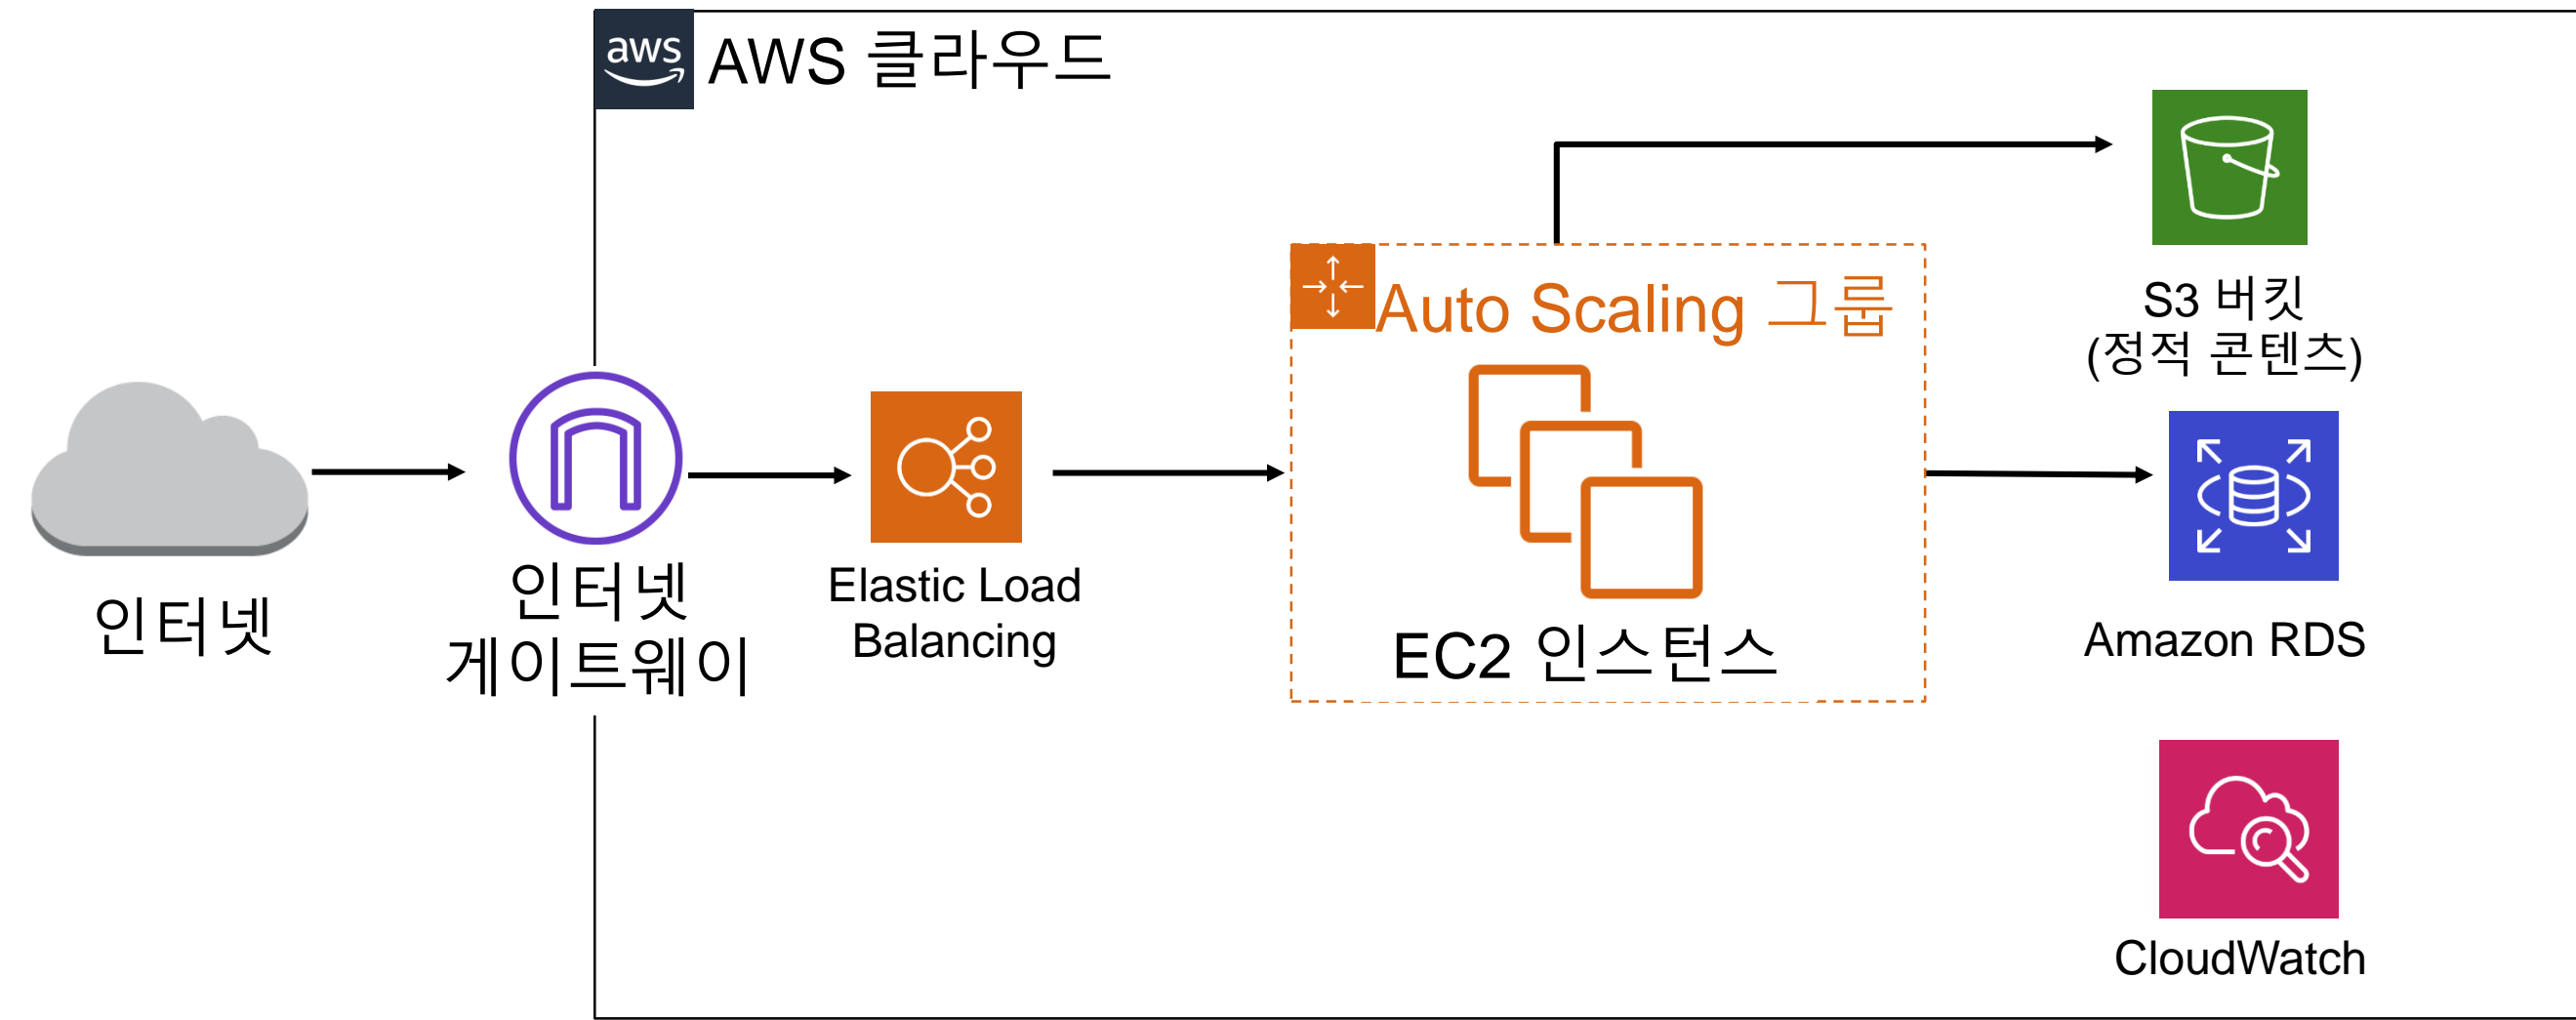 aws
AWS 클라우드
Auto Scaling 그룹
S3 버킷
(정적 콘텐츠)
인터넷
인터넷
게이트웨이
Elastic Load
Balancing
EC2 인스턴스
Amazon RDS
CloudWatch